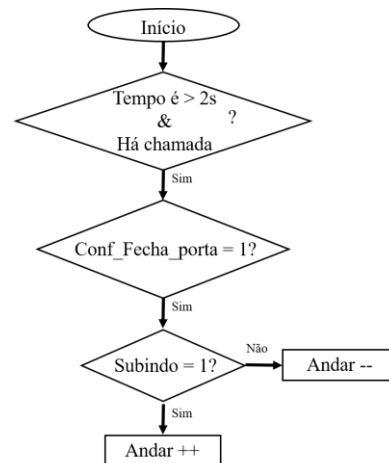 Início
Tempo é > 2s
&
Há chamada
?
Sim
Conf_Fecha_porta = 1?
Sim
Subindo = 1?
Não
Andar --
Sim
Andar ++